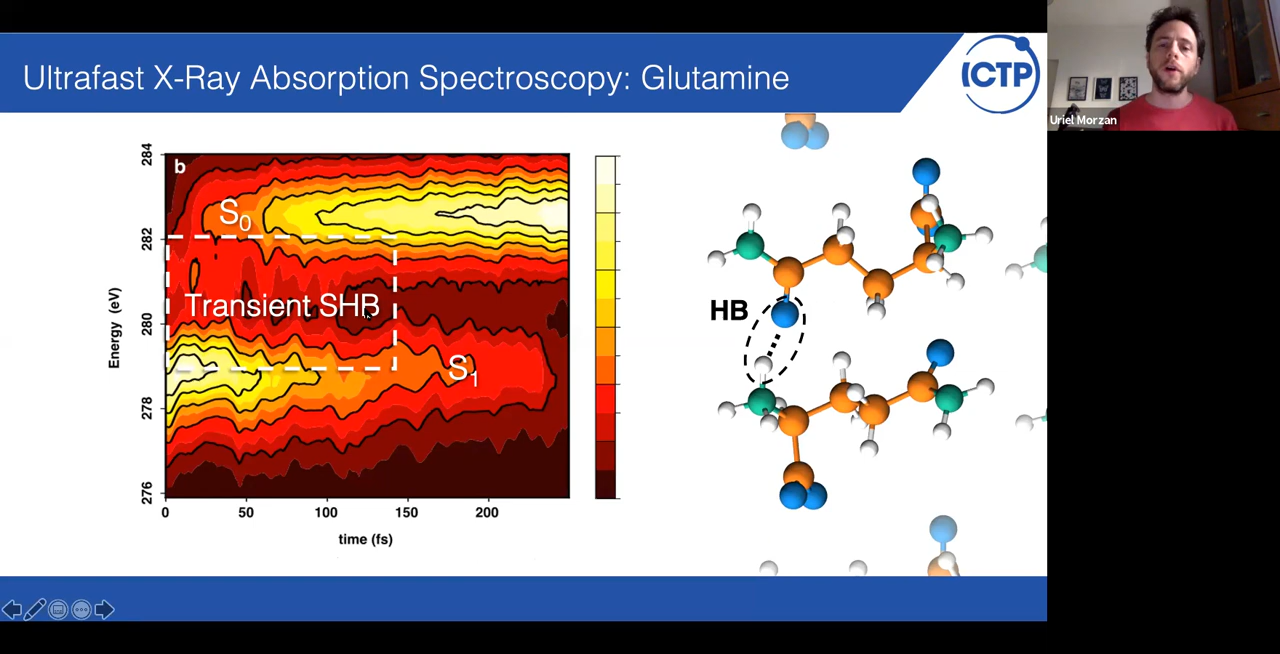 Ultrafast X-Ray Absorption Spectroscopy: Glutamine
ICTP
Uriel Morzan
b
284
282
280
278
276
Energy (eV)
S0
Transient SHB
S1
0
50
100
150
200
time (fs)
HB